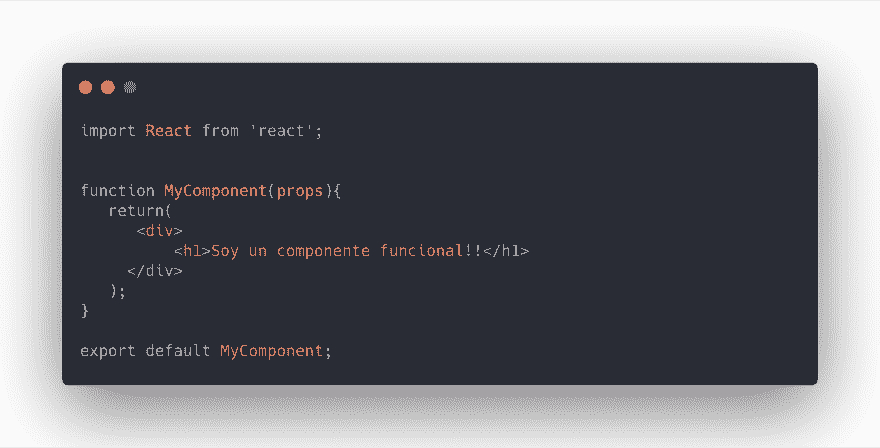 import React from 'react';
function MyComponent(props){
return(
<div>
<h1>Soy un componente funcional!!</h1>
</div>
);
}
export default MyComponent;